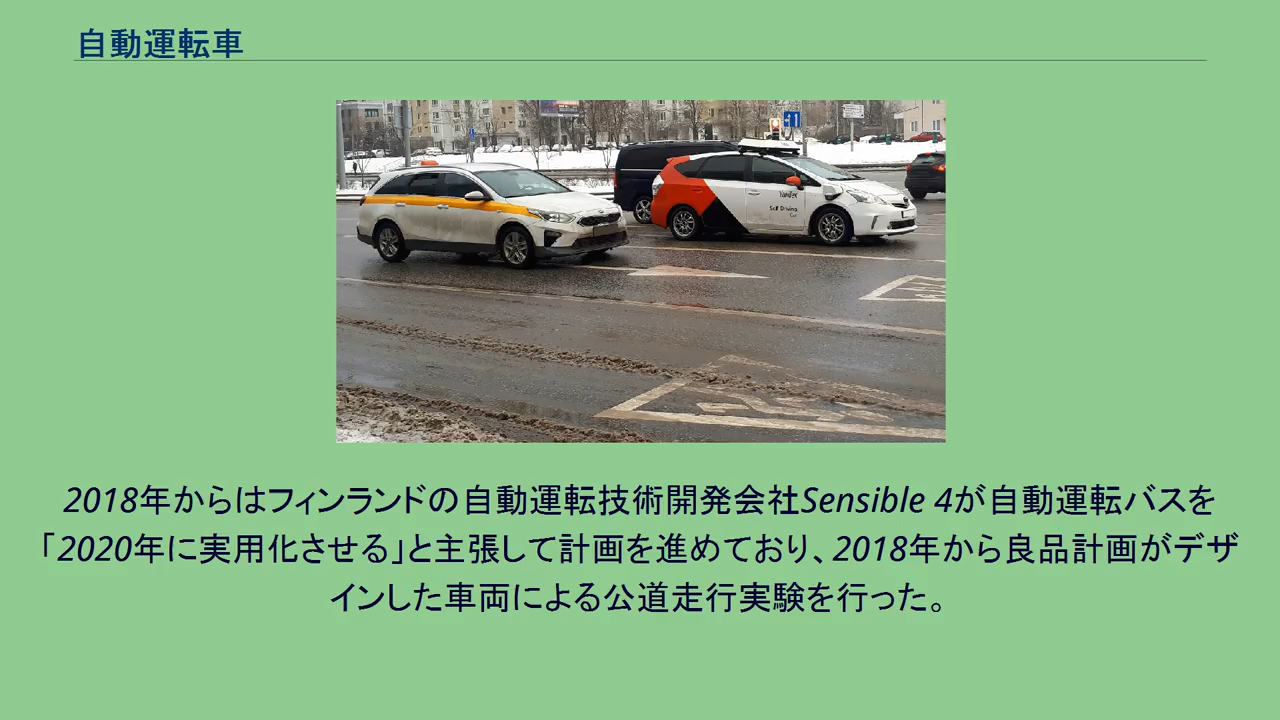 自動運転車
Yandex
Self Driving
Car
2018年からはフィンランドの自動運転技術開発会社Sensible 4が自動運転バスを
「2020年に実用化させる」と主張して計画を進めており、2018年から良品計画がデザ
インした車両による公道走行実験を行った。